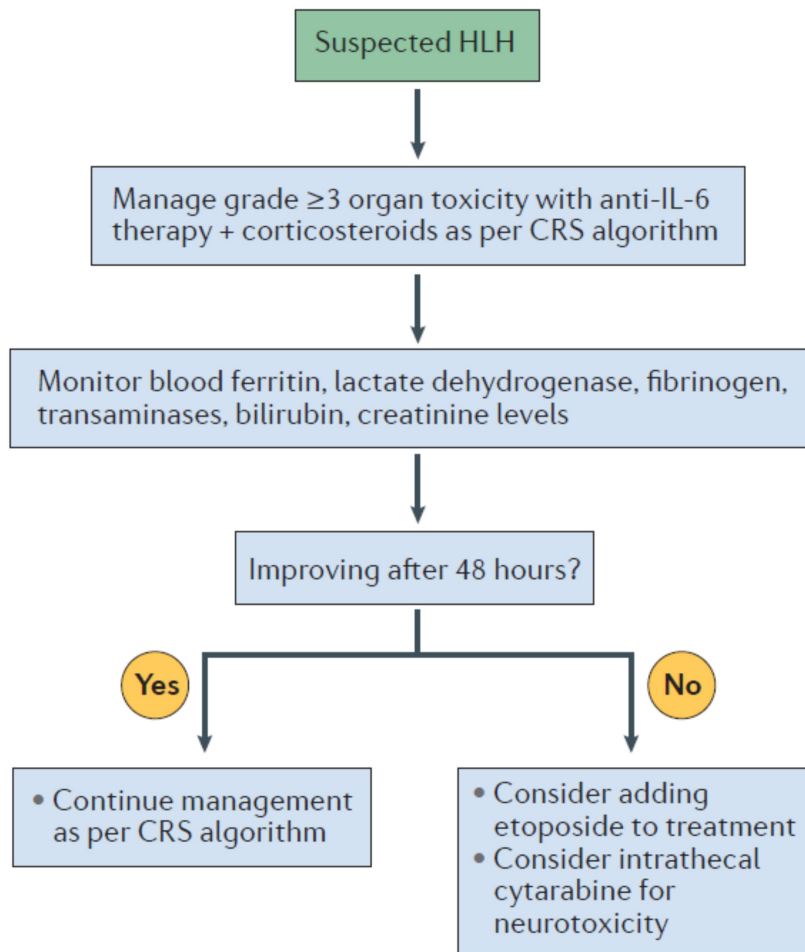 Suspected HLH
Manage grade ≥3 organ toxicity with anti-IL-6
therapy + corticosteroids as per CRS algorithm
Monitor blood ferritin, lactate dehydrogenase, fibrinogen,
transaminases, bilirubin, creatinine levels
Improving after 48 hours?
Yes
No
• Continue management
as per CRS algorithm
• Consider adding
etoposide to treatment
• Consider intrathecal
cytarabine for
neurotoxicity